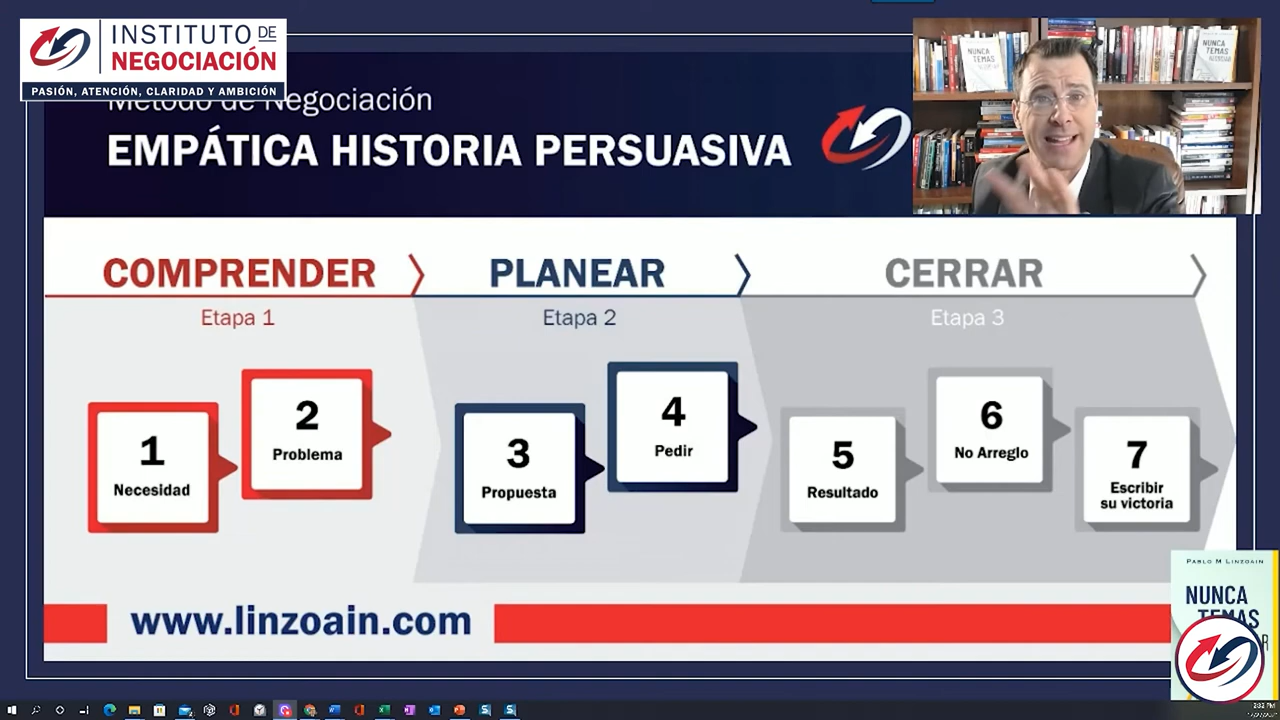 INSTITUTO DE
NEGOCIACIÓN
PASIÓN, ATENCIÓN, CLARIDAD Y AMBICIÓN
Método de Negociación
EMPÁTICA HISTORIA PERSUASIVA
NUNCA
TEMAS
NUNCA
TEMAS
COMPRENDER
PLANEAR
CERRAR
Etapa 1
Etapa 2
Etapa 3
1
Necesidad
2
Problema
3
Propuesta
4
Pedir
5
Resultado
6
No Arreglo
7
Escribir
su victoria
www.linzoain.com
PABLO M LINZOAIN
NUNCA
TEMAS